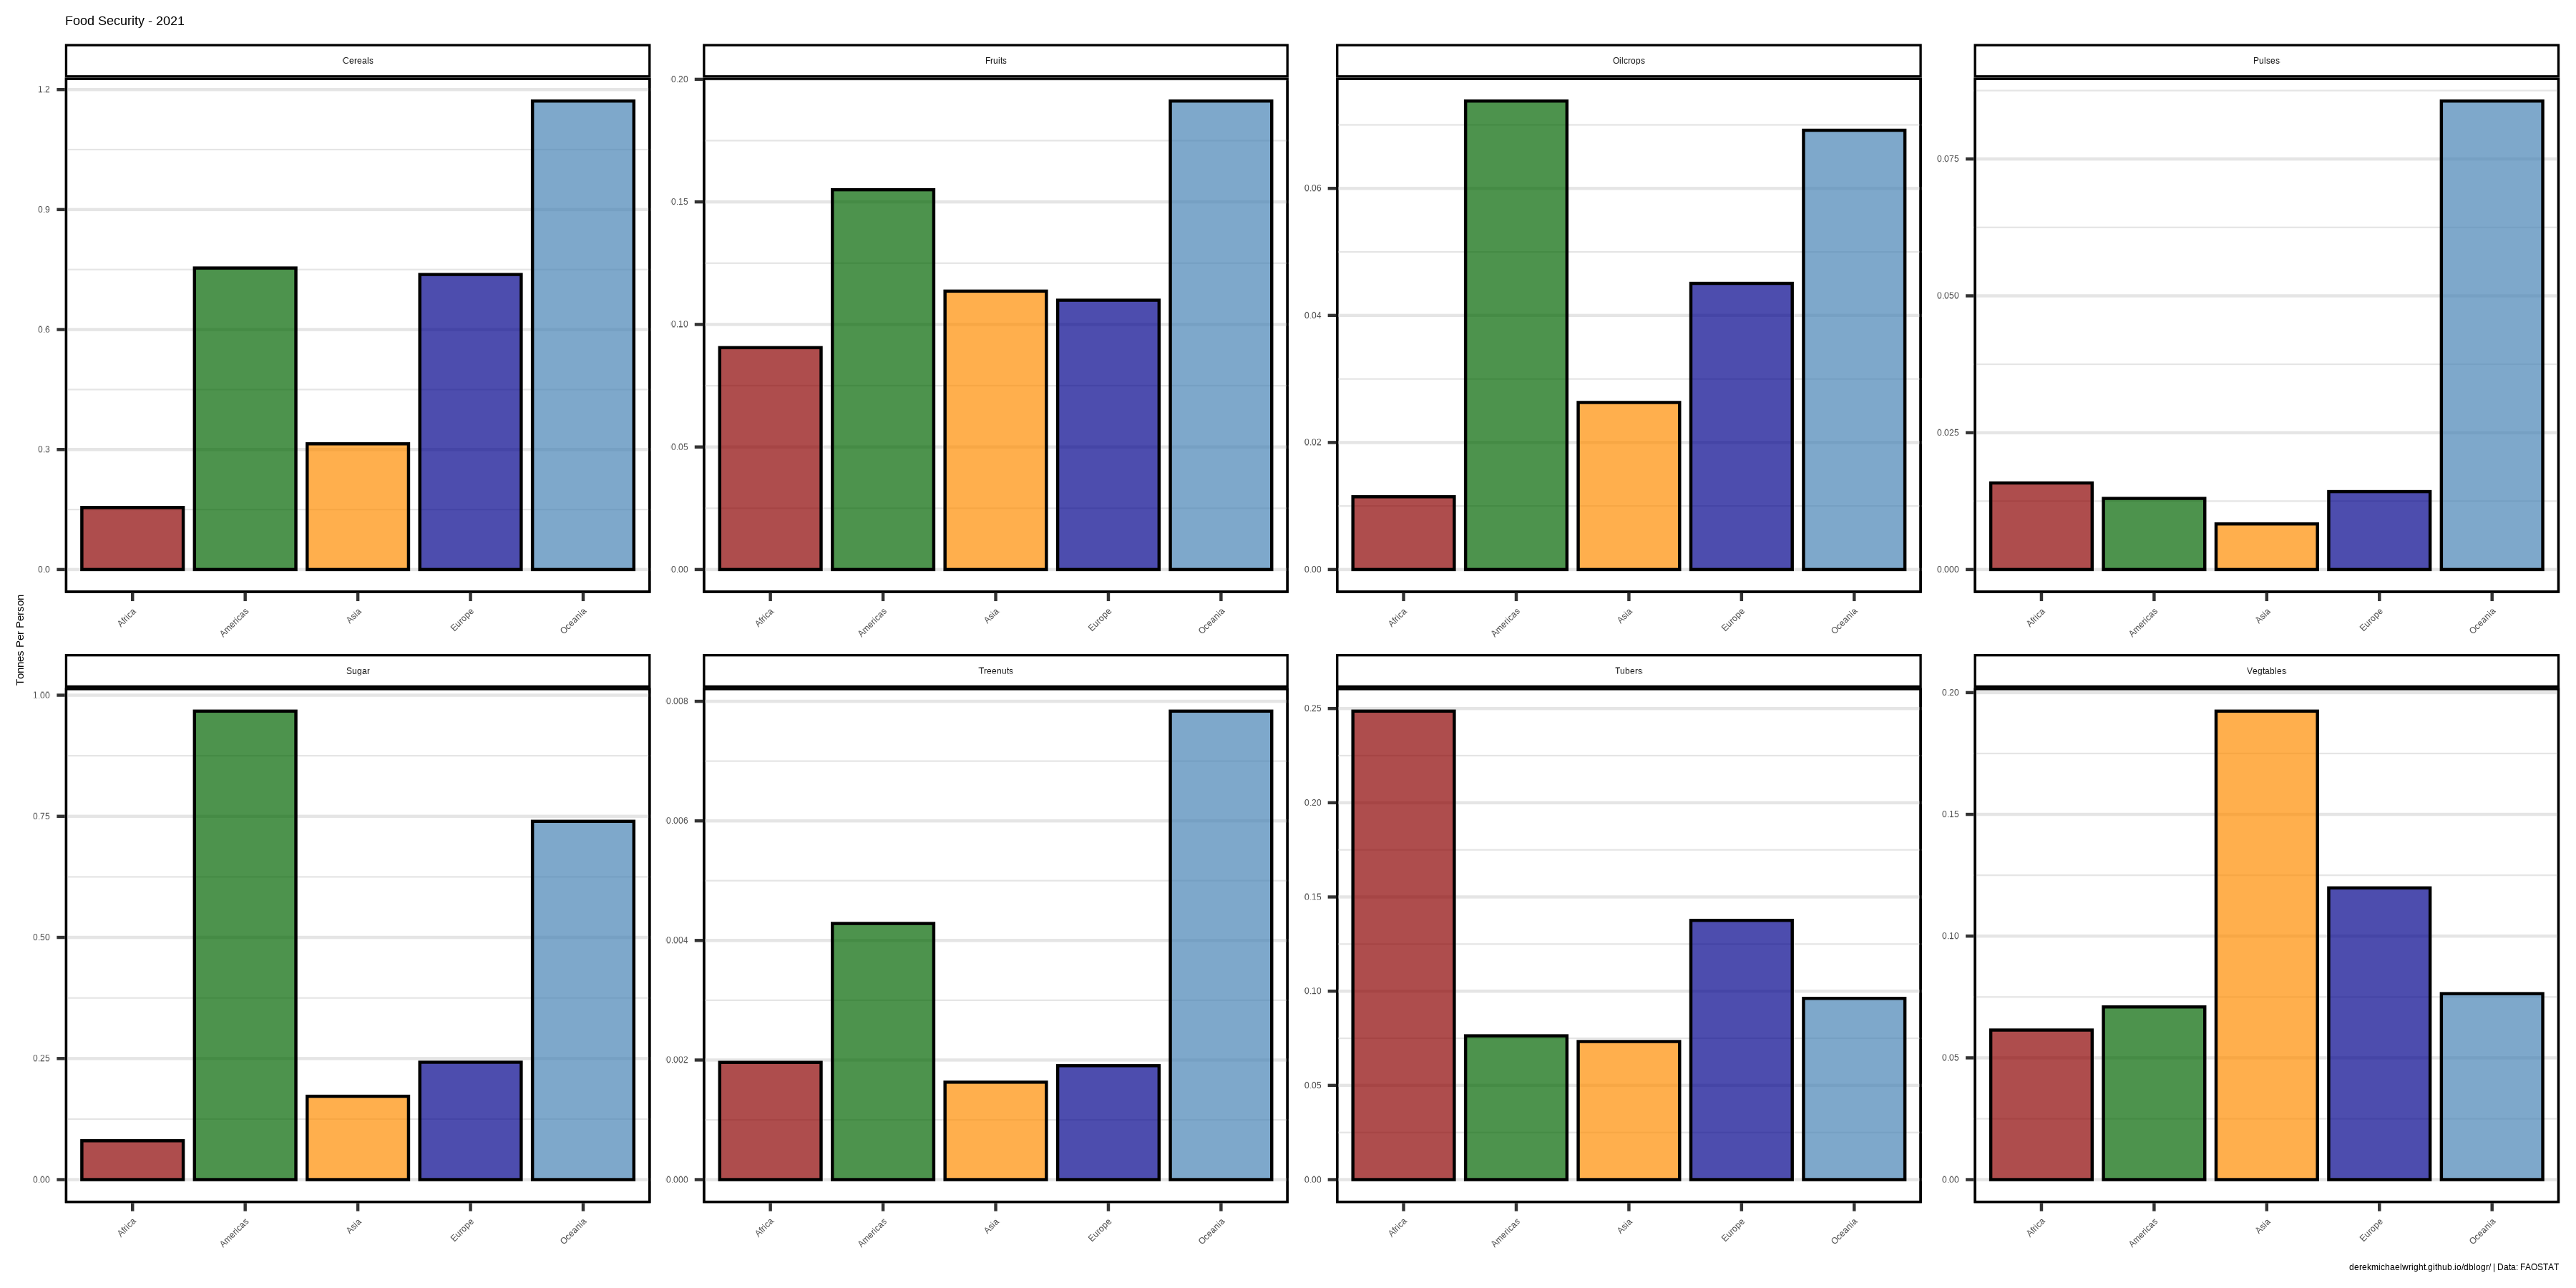 Food Security - 2021
Cereals
Fruits
Oilcrops
Pulses
1.2
0.9
0.6
0.3
0.0
0.20
0.15
0.10
0.05
0.00
0.06
0.04
0.02
0.00
0.075
0.050
0.025
0.000
Africa
Americas
Asia
Europe
Oceania
Africa
Americas
Asia
Europe
Oceania
Africa
Americas
Asia
Europe
Oceania
Africa
Americas
Asia
Europe
Oceania
Tonnes Per Person
Sugar
Treenuts
Tubers
Vegtables
1.00
0.75
0.50
0.25
0.00
0.008
0.006
0.004
0.002
0.000
0.25
0.20
0.15
0.10
0.05
0.00
0.20
0.15
0.10
0.05
0.00
Africa
Americas
Asia
Europe
Oceania
Africa
Americas
Asia
Europe
Oceania
Africa
Americas
Asia
Europe
Oceania
Africa
Americas
Asia
Europe
Oceania
derekmichaelwright.github.io/dblogr/ | Data: FAOSTAT